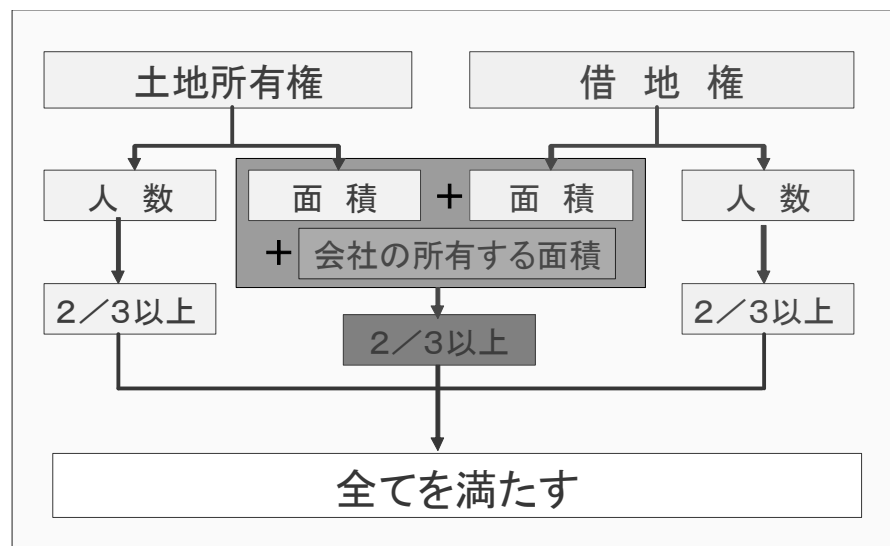 土地所有権
借地権
人数
面積
+
面積
人数
+
会社の所有する面積
2/3以上
2/3以上
2/3以上
全てを満たす